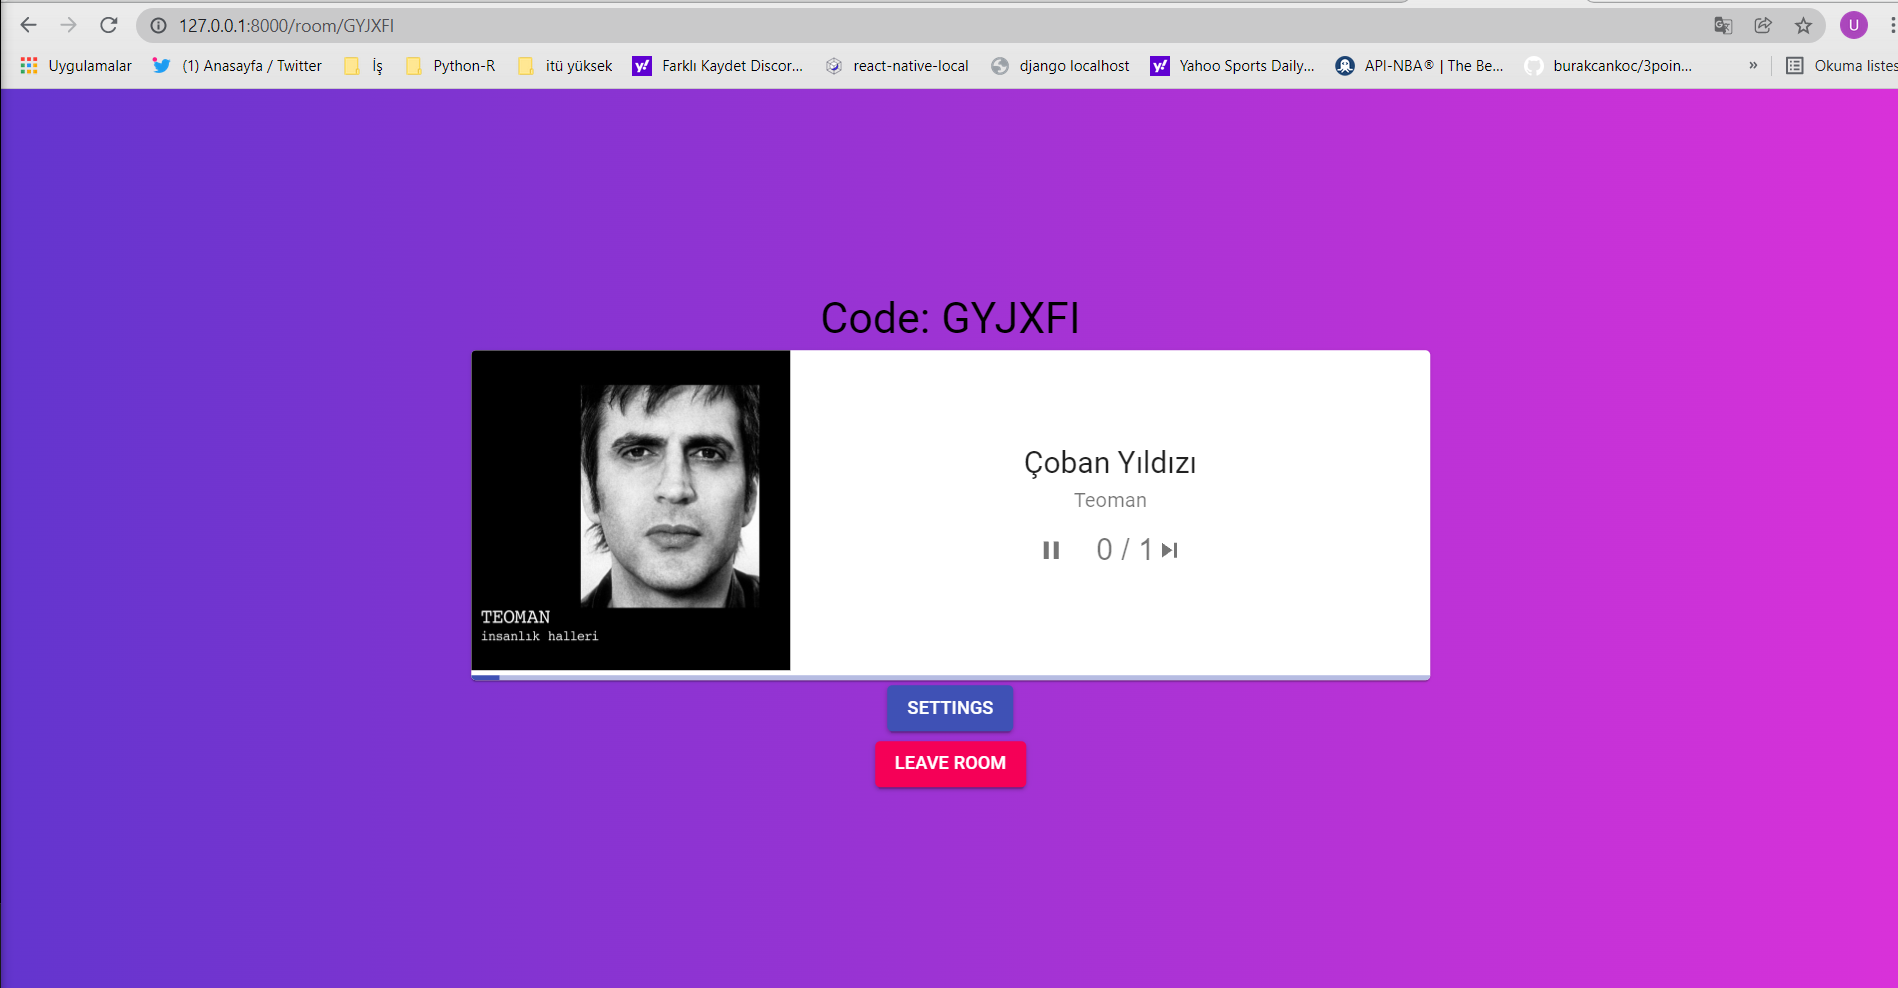 127.0.0.1:8000/room/GYJXFI
U
Uygulamalar (1) Anasayfa / Twitter İş Python-R itü yüksek Farklı Kaydet Discor... react-native-local django localhost Yahoo Sports Daily,... API-NBA® | The Be... burakcankoc/3poin... » Okuma listes
Code: GYJXFI
TEOMAN
insanlık halleri
Çoban Yıldızı
Teoman
0 / 1
SETTINGS
LEAVE ROOM